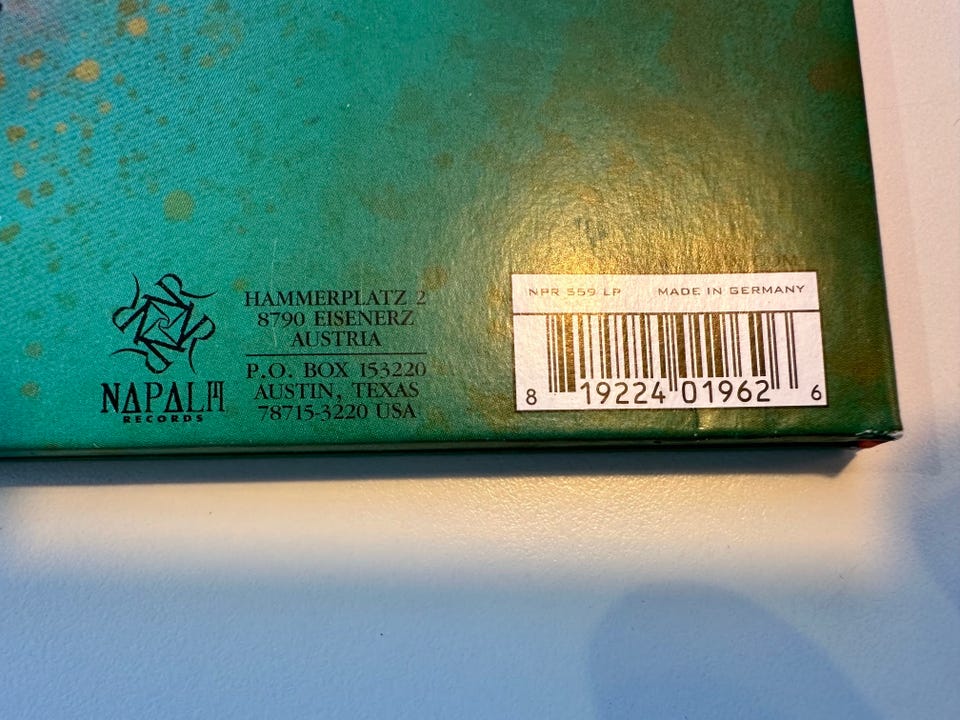 HAMMERPLATZ 2
8790 EISENERZ
AUSTRIA
P.O. BOX 153220
AUSTIN, TEXAS
78715-3220 USA
NAPALM
RECORDS
NPR 559 LP MADE IN GERMANY
8 19224 01962 6